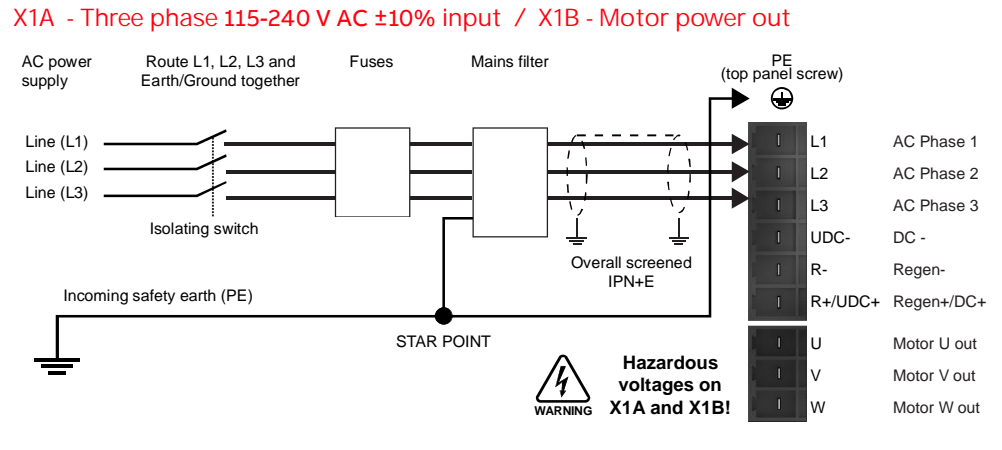 X1A - Three phase 115-240 V AC ±10% input / X1B - Motor power out
AC power
supply
Route L1, L2, L3 and
Earth/Ground together
Fuses
Mains filter
PE
(top panel screw)
Line (L1)
Line (L2)
Line (L3)
Isolating switch
L1 AC Phase 1
L2 AC Phase 2
L3 AC Phase 3
UDC- DC -
R- Regen-
R+/UDC+ Regen+/DC+
Overall screened
IPN+E
Incoming safety earth (PE)
STAR POINT
U Motor U out
V Motor V out
W Motor W out
WARNING
Hazardous
voltages on
X1A and X1B!